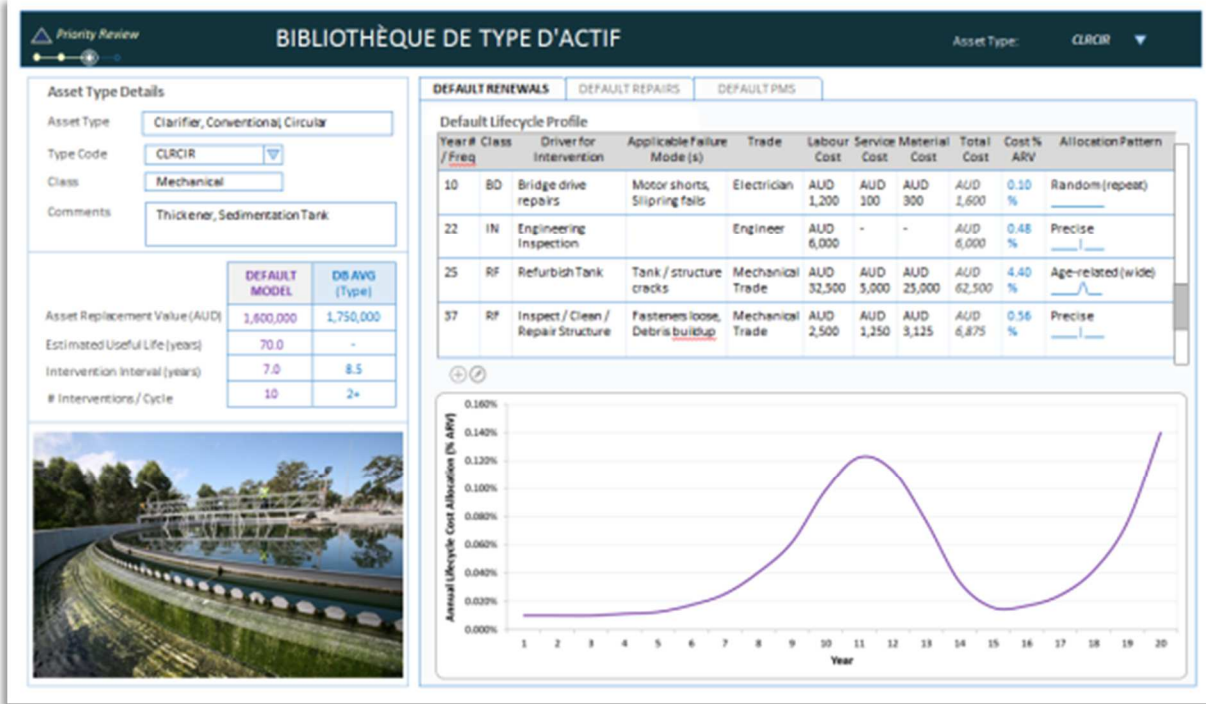 Priority Review
BIBLIOTHÈQUE DE TYPE D'ACTIF
Asset Type:
CLRCIR
Asset Type Details
Asset Type
Clarifier, Conventional, Circular
Type Code
CLRCIR
Class
Mechanical
Comments
Thickener, Sedimentation Tank
DEFAULT MODEL
DB AVG (Type)
Asset Replacement Value (AUD) 1,600,000 1,750,000
Estimated Useful Life (years) 70.0 -
Intervention Interval (years) 7.0 8.5
# Interventions / Cycle 10 2+
DEFAULT RENEWALS DEFAULT REPAIRS DEFAULT PMS
Default Lifecycle Profile
Year# Class Driver for Applicable Failure Trade Labour Service Material Total Cost % Allocation Pattern
/ Freq Intervention Mode (s) Cost Cost Cost Cost ARV
10 BD Bridge drive Motor shorts, Electrician AUD AUD AUD AUD 0.10 Random (repeat)
repairs Slipring fails 1,200 100 300 1,600 %
22 IN Engineering Engineer AUD - - AUD 0.48 Precise
Inspection 6,000 6,000 %
25 RF Refurbish Tank Tank / structure Mechanical AUD AUD AUD AUD 4.40 Age-related (wide)
cracks Trade 32,500 5,000 25,000 62,500 %
37 RF Inspect / Clean / Fasteners loose, Mechanical AUD AUD AUD AUD 0.56 Precise
Repair Structure Debris buildup Trade 2,500 1,250 3,125 6,875 %
Annual Lifecycle Cost Allocation (% ARV)
0.160%
0.140%
0.120%
0.100%
0.080%
0.060%
0.040%
0.020%
0.000%
1 2 3 4 5 6 7 8 9 10 11 12 13 14 15 16 17 18 19 20
Year